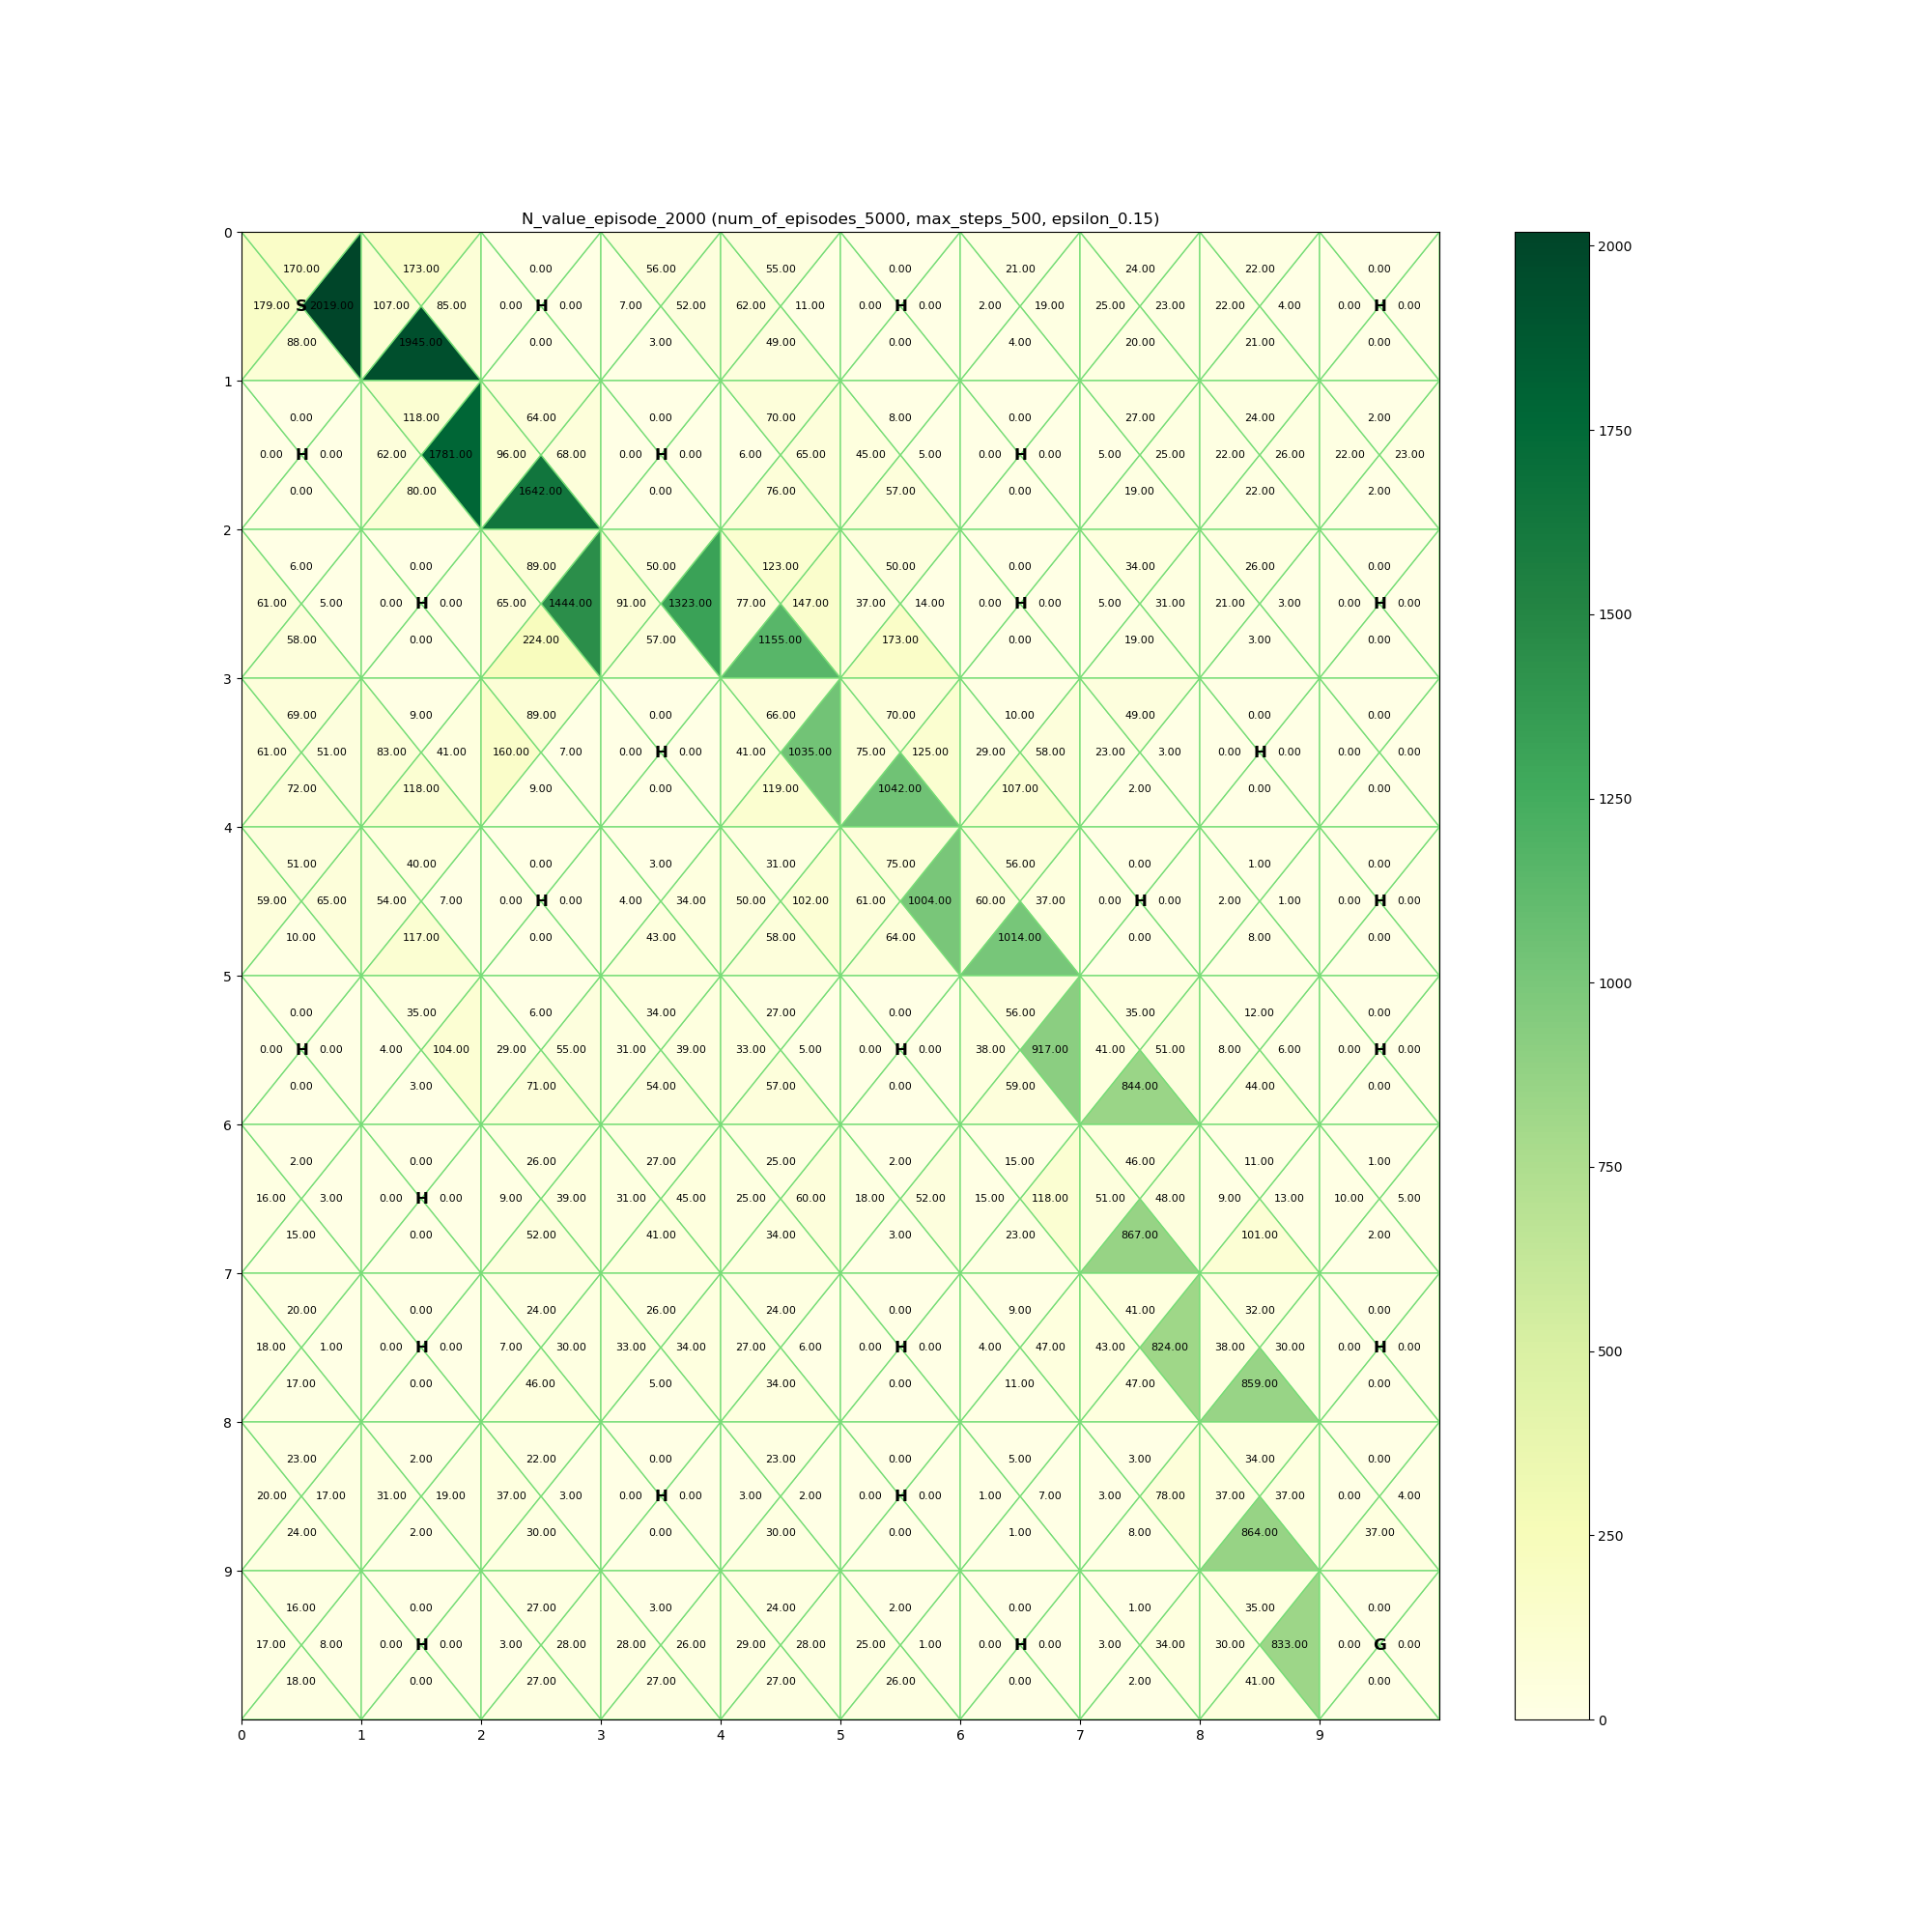 N_value_episode_2000 (num_of_episodes_5000, max_steps_500, epsilon_0.15)
0
170.00 173.00 0.00 56.00 55.00 0.00 21.00 24.00 22.00 0.00
179.00 S 2019.00 107.00 85.00 0.00 H 0.00 7.00 52.00 62.00 11.00 0.00 H 0.00 2.00 19.00 25.00 23.00 22.00 4.00 0.00 H 0.00
88.00 1945.00 0.00 3.00 49.00 0.00 4.00 20.00 21.00 0.00
1
0.00 118.00 64.00 0.00 70.00 8.00 0.00 27.00 24.00 2.00
0.00 H 0.00 62.00 1781.00 96.00 68.00 0.00 H 0.00 6.00 65.00 45.00 5.00 0.00 H 0.00 5.00 25.00 22.00 26.00 22.00 23.00
0.00 80.00 1642.00 0.00 76.00 57.00 0.00 19.00 22.00 2.00
2
6.00 0.00 89.00 50.00 123.00 50.00 0.00 34.00 26.00 0.00
61.00 5.00 0.00 H 0.00 65.00 1444.00 91.00 1323.00 77.00 147.00 37.00 14.00 0.00 H 0.00 5.00 31.00 21.00 3.00 0.00 H 0.00
58.00 0.00 224.00 57.00 1155.00 173.00 0.00 19.00 3.00 0.00
3
69.00 9.00 89.00 0.00 66.00 70.00 10.00 49.00 0.00 0.00
61.00 51.00 83.00 41.00 160.00 7.00 0.00 H 0.00 41.00 1035.00 75.00 125.00 29.00 58.00 23.00 3.00 0.00 H 0.00 0.00 0.00
72.00 118.00 9.00 0.00 119.00 1042.00 107.00 2.00 0.00 0.00
4
51.00 40.00 0.00 3.00 31.00 75.00 56.00 0.00 1.00 0.00
59.00 65.00 54.00 7.00 0.00 H 0.00 4.00 34.00 50.00 102.00 61.00 1004.00 60.00 37.00 0.00 H 0.00 2.00 1.00 0.00 H 0.00
10.00 117.00 0.00 43.00 58.00 64.00 1014.00 0.00 8.00 0.00
5
0.00 35.00 6.00 34.00 27.00 0.00 56.00 35.00 12.00 0.00
0.00 H 0.00 4.00 104.00 29.00 55.00 31.00 39.00 33.00 5.00 0.00 H 0.00 38.00 917.00 41.00 51.00 8.00 6.00 0.00 H 0.00
0.00 3.00 71.00 54.00 57.00 0.00 59.00 844.00 44.00 0.00
6
2.00 0.00 26.00 27.00 25.00 2.00 15.00 46.00 11.00 1.00
16.00 3.00 0.00 H 0.00 9.00 39.00 31.00 45.00 25.00 60.00 18.00 52.00 15.00 118.00 51.00 48.00 9.00 13.00 10.00 5.00
15.00 0.00 52.00 41.00 34.00 3.00 23.00 867.00 101.00 2.00
7
20.00 0.00 24.00 26.00 24.00 0.00 9.00 41.00 32.00 0.00
18.00 1.00 0.00 H 0.00 7.00 30.00 33.00 34.00 27.00 6.00 0.00 H 0.00 4.00 47.00 43.00 824.00 38.00 30.00 0.00 H 0.00
17.00 0.00 46.00 5.00 34.00 0.00 11.00 47.00 859.00 0.00
8
23.00 2.00 22.00 0.00 23.00 0.00 5.00 3.00 34.00 0.00
20.00 17.00 31.00 19.00 37.00 3.00 0.00 H 0.00 3.00 2.00 0.00 H 0.00 1.00 7.00 3.00 78.00 37.00 37.00 0.00 4.00
24.00 2.00 30.00 0.00 30.00 0.00 1.00 8.00 864.00 37.00
9
16.00 0.00 27.00 3.00 24.00 2.00 0.00 1.00 35.00 0.00
17.00 8.00 0.00 H 0.00 3.00 28.00 28.00 26.00 29.00 28.00 25.00 1.00 0.00 H 0.00 3.00 34.00 30.00 833.00 0.00 G 0.00
18.00 0.00 27.00 27.00 27.00 26.00 0.00 2.00 41.00 0.00
0 1 2 3 4 5 6 7 8 9
2000
1750
1500
1250
1000
750
500
250
0